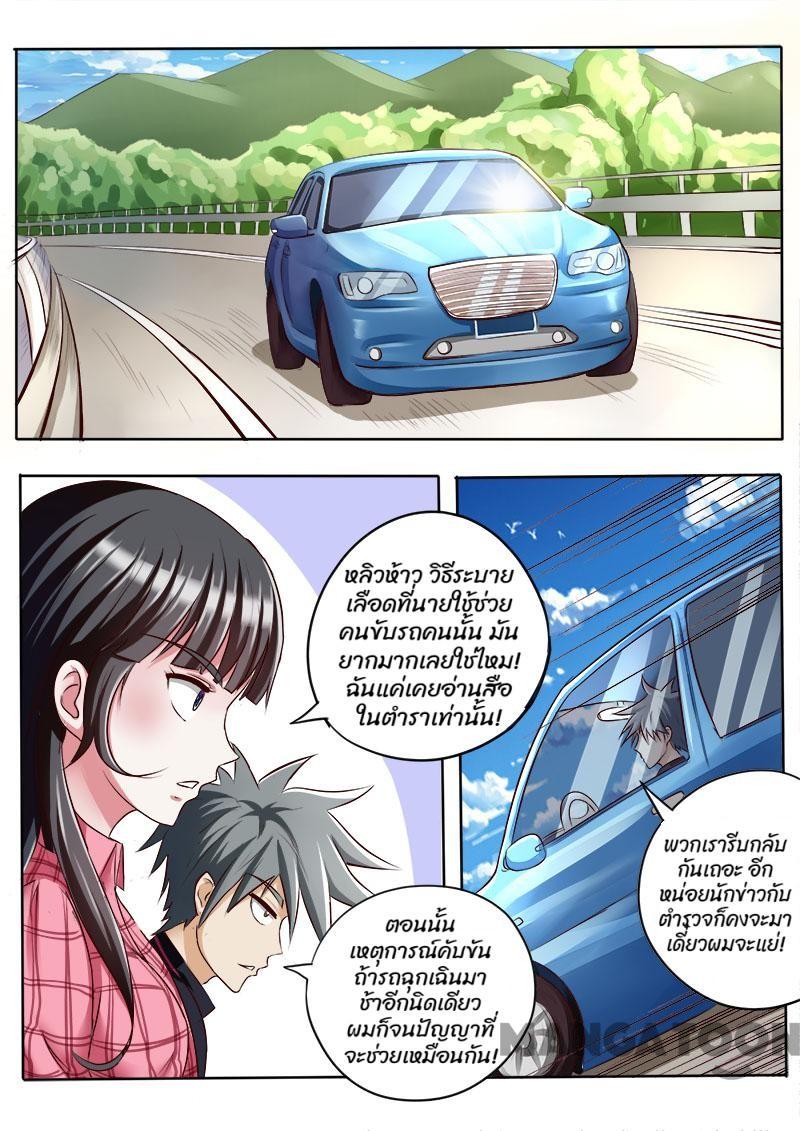 หลิวห้าว วิธีระบาย
เลือดที่นายใช้ช่วย
คนขับรถคนนั้น มัน
ยากมากเลยใช่ไหม!
ฉันแค่เคยอ่านสือ
ในตำราเท่านั้น!
ตอนนั้น
เหตุการณ์คับขัน
ถ้ารถฉุกเฉินมา
ช้าอีกนิดเดียว
ผมก็จนปัญญาที่
จะช่วยเหมือนกัน!
พวกเรารีบกลับ
กันเถอะ อีก
หน่อยนักข่าวกับ
ตำรวจก็คงจะมา
เดี๋ยวผมจะแย่!
MANGATOON